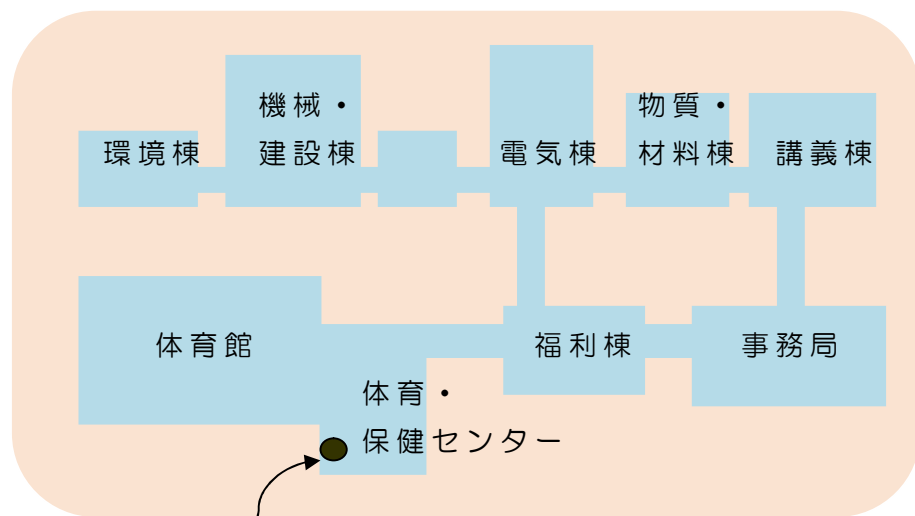 環境棟
機械・
建設棟
電気棟
物質・
材料棟
講義棟
体育館
福利棟
事務局
体育・
保健センター